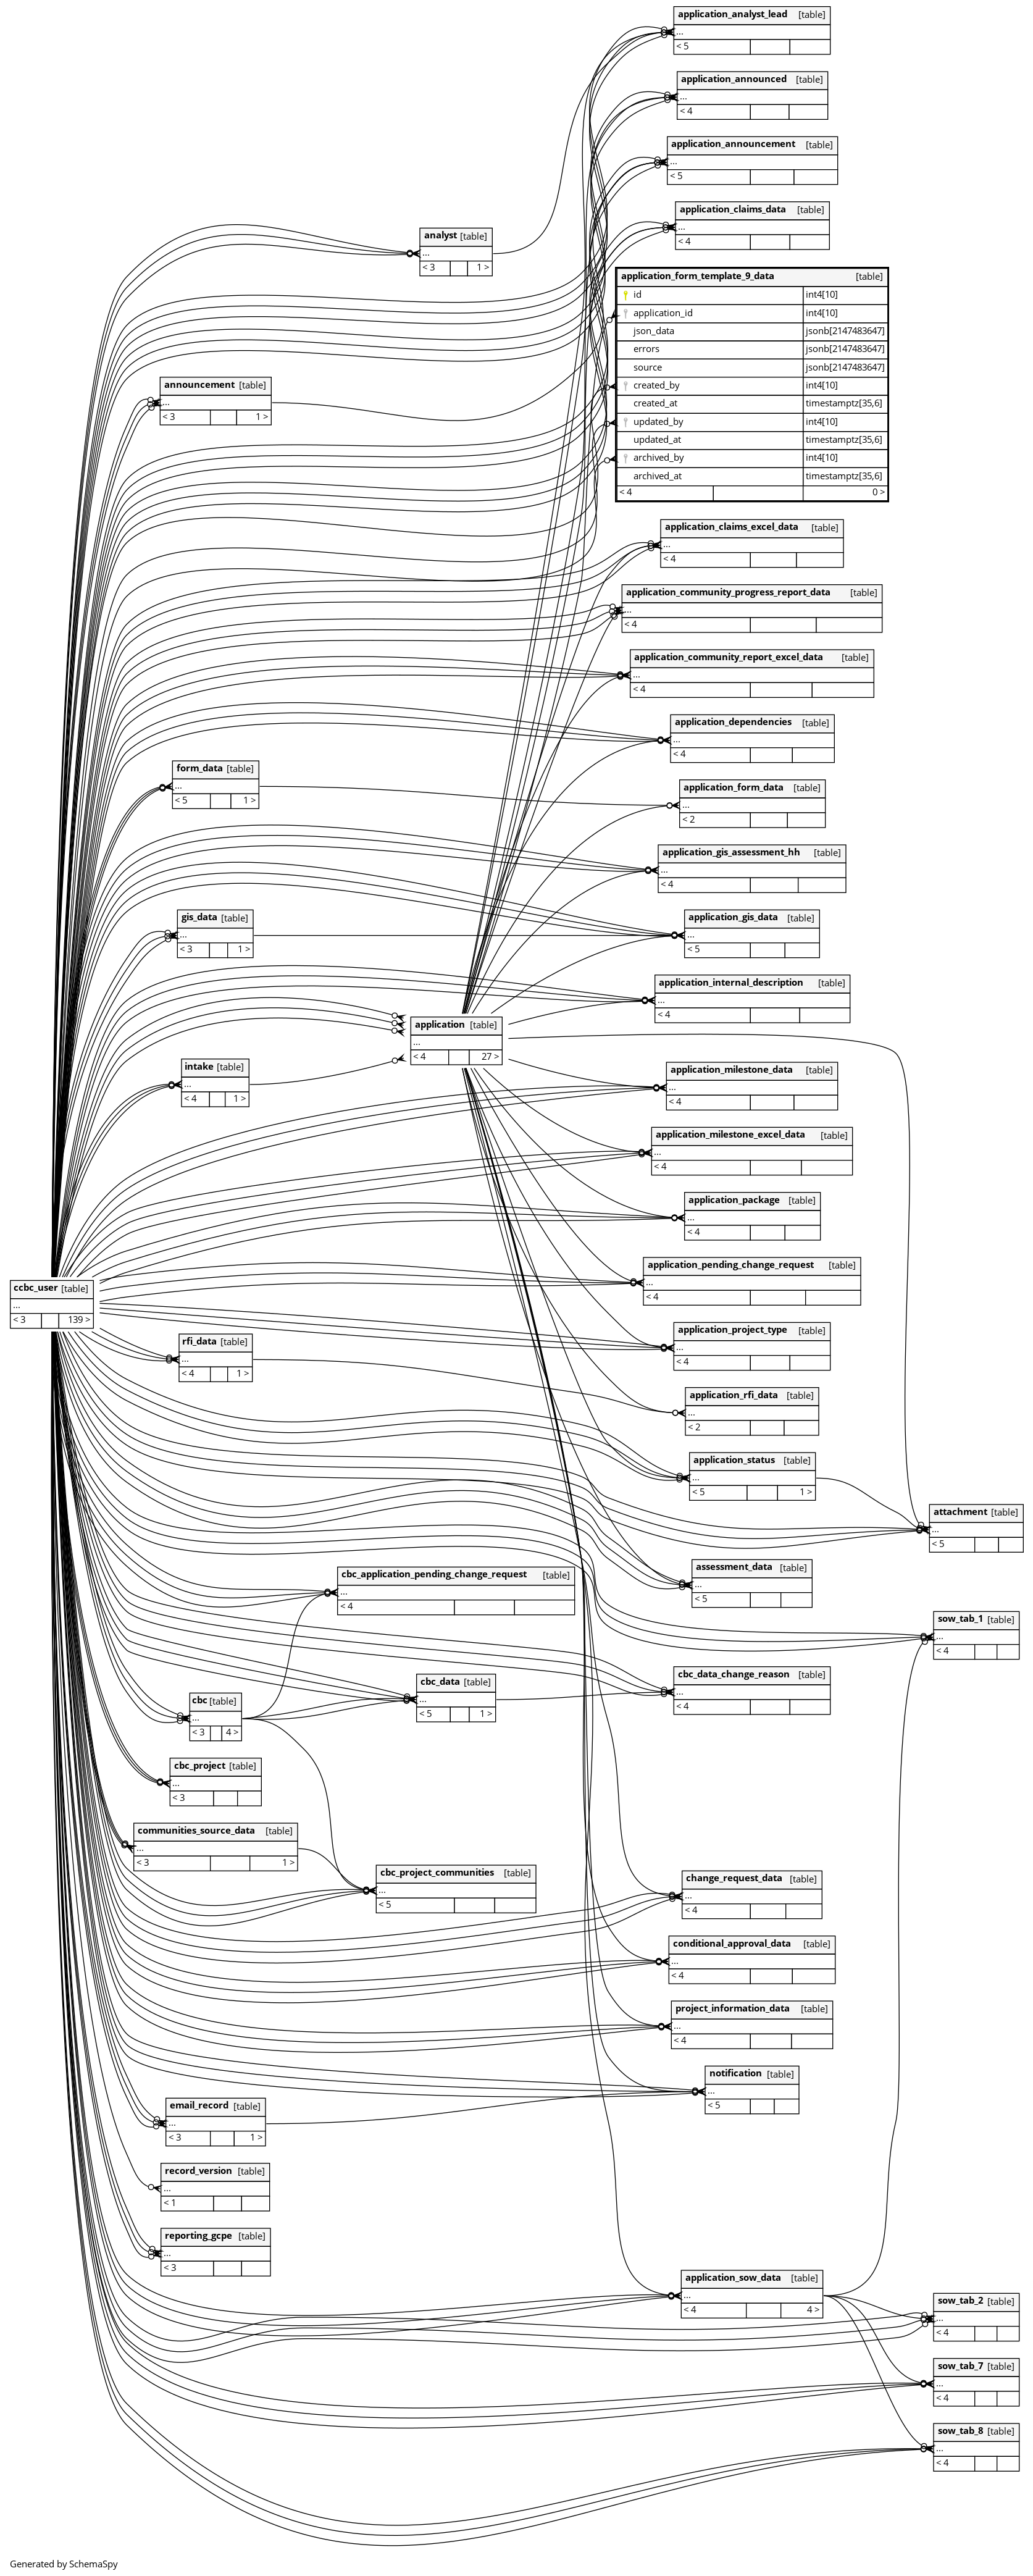 application_analyst_lead [table]
...
< 5
application_announced [table]
...
< 4
application_announcement [table]
...
< 5
application_claims_data [table]
...
< 4
analyst [table]
...
< 3 1 >
application_form_template_9_data [table]
id int4[10]
application_id int4[10]
json_data jsonb[2147483647]
errors jsonb[2147483647]
source jsonb[2147483647]
created_by int4[10]
created_at timestamptz[35,6]
updated_by int4[10]
updated_at timestamptz[35,6]
archived_by int4[10]
archived_at timestamptz[35,6]
< 4 0 >
announcement [table]
...
< 3 1 >
application_claims_excel_data [table]
...
< 4
application_community_progress_report_data [table]
...
< 4
application_community_report_excel_data [table]
...
< 4
application_dependencies [table]
...
< 4
form_data [table]
...
< 5 1 >
application_form_data [table]
...
< 2
application_gis_assessment_hh [table]
...
< 4
gis_data [table]
...
< 3 1 >
application_gis_data [table]
...
< 5
application_internal_description [table]
...
< 4
application [table]
...
< 4 27 >
intake [table]
...
< 4 1 >
application_milestone_data [table]
...
< 4
application_milestone_excel_data [table]
...
< 4
application_package [table]
...
< 4
application_pending_change_request [table]
...
< 4
ccbc_user [table]
...
< 3 139 >
rfi_data [table]
...
< 4 1 >
application_project_type [table]
...
< 4
application_rfi_data [table]
...
< 2
application_status [table]
...
< 5 1 >
attachment [table]
...
< 5
assessment_data [table]
...
< 5
cbc_application_pending_change_request [table]
...
< 4
sow_tab_1 [table]
...
< 4
cbc_data_change_reason [table]
...
< 4
cbc_data [table]
...
< 5 1 >
cbc [table]
...
< 3 4 >
cbc_project [table]
...
< 3
communities_source_data [table]
...
< 3 1 >
cbc_project_communities [table]
...
< 5
change_request_data [table]
...
< 4
conditional_approval_data [table]
...
< 4
project_information_data [table]
...
< 4
notification [table]
...
< 5
email_record [table]
...
< 3 1 >
record_version [table]
...
< 1
reporting_gcpe [table]
...
< 3
application_sow_data [table]
...
< 4 4 >
sow_tab_2 [table]
...
< 4
sow_tab_7 [table]
...
< 4
sow_tab_8 [table]
...
< 4
Generated by SchemaSpy